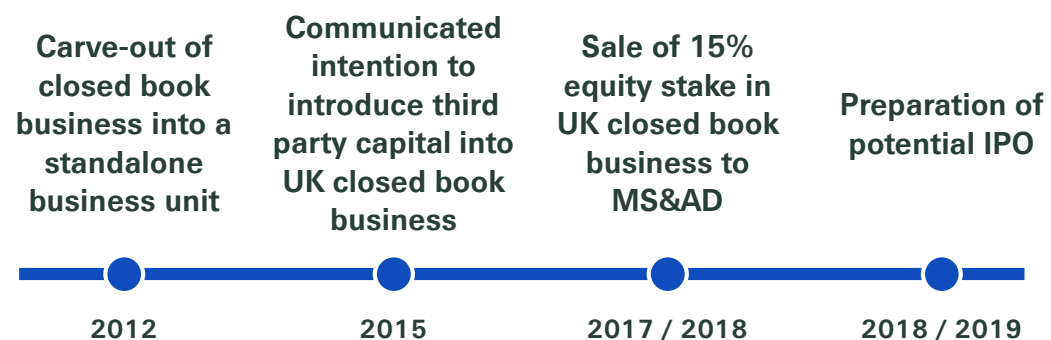 Carve-out of
closed book
business into a
standalone
business unit
Communicated
intention to
introduce third
party capital into
UK closed book
business
Sale of 15%
equity stake in
UK closed book
business to
MS&AD
Preparation of
potential IPO
2012
2015
2017 / 2018
2018 / 2019